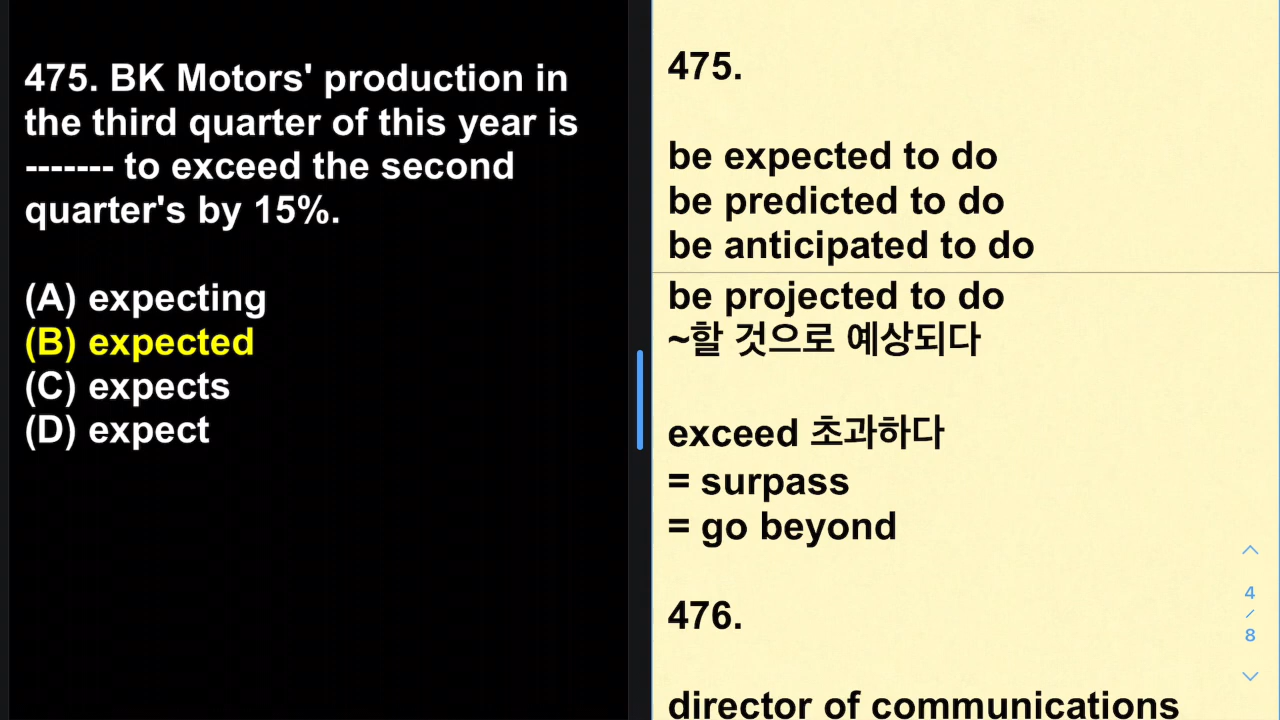 475. BK Motors' production in
the third quarter of this year is
------- to exceed the second
quarter's by 15%.
(A) expecting
(B) expected
(C) expects
(D) expect
475.
be expected to do
be predicted to do
be anticipated to do
be projected to do
~할 것으로 예상되다
exceed 초과하다
= surpass
= go beyond
476.
director of communications
4
/
8